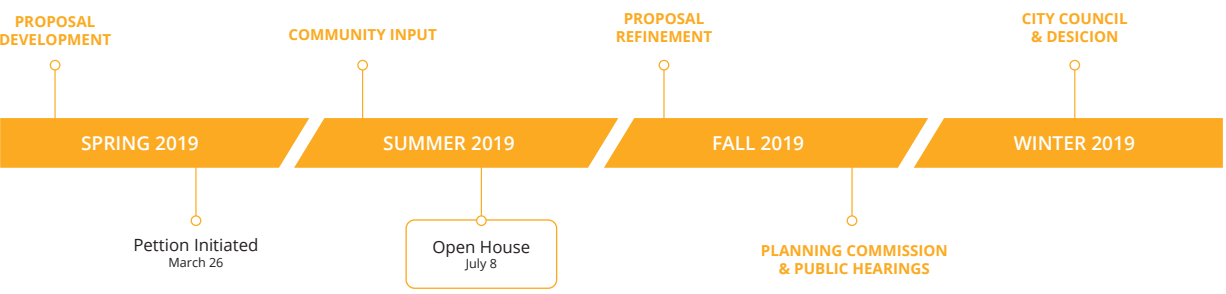 PROPOSAL
DEVELOPMENT
COMMUNITY INPUT
PROPOSAL
REFINEMENT
CITY COUNCIL
& DESICION
SPRING 2019
SUMMER 2019
FALL 2019
WINTER 2019
Pettion Initiated
March 26
Open House
July 8
PLANNING COMMISSION
& PUBLIC HEARINGS